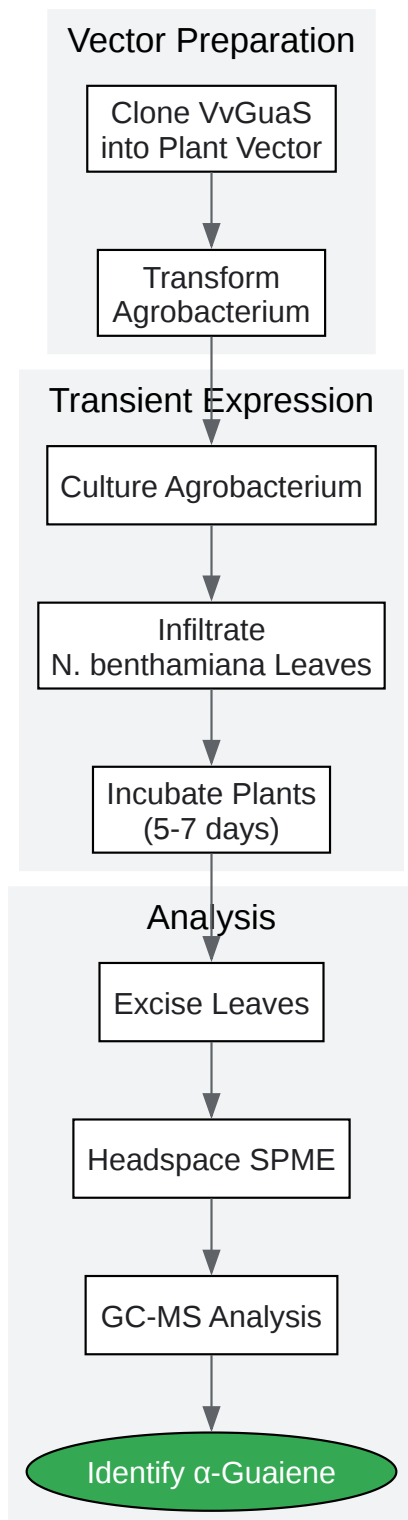 Vector Preparation
Clone VvGuaS
into Plant Vector
Transform
Agrobacterium
Transient Expression
Culture Agrobacterium
Infiltrate
N. benthamiana Leaves
Incubate Plants
(5-7 days)
Analysis
Excise Leaves
Headspace SPME
GC-MS Analysis
Identify α-Guaiene